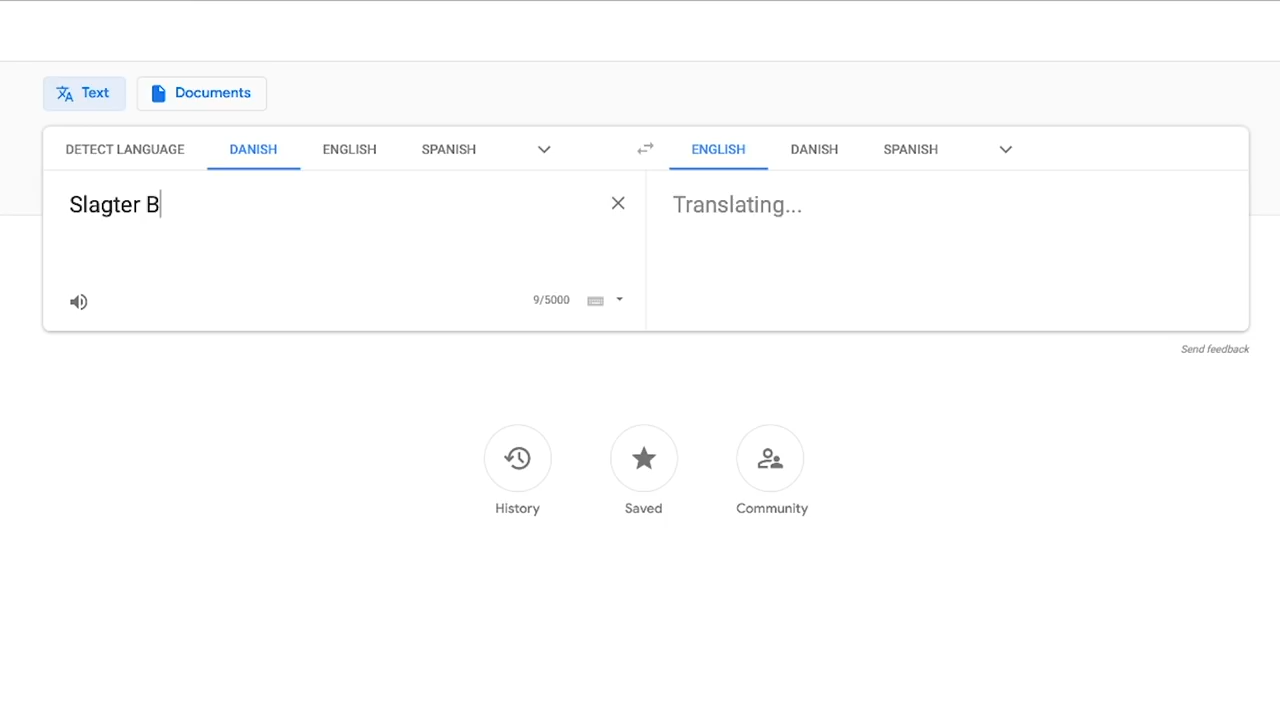 Text Documents
DETECT LANGUAGE DANISH ENGLISH SPANISH ENGLISH DANISH SPANISH
Slagter B Translating...
9/5000
Send feedback
History Saved Community